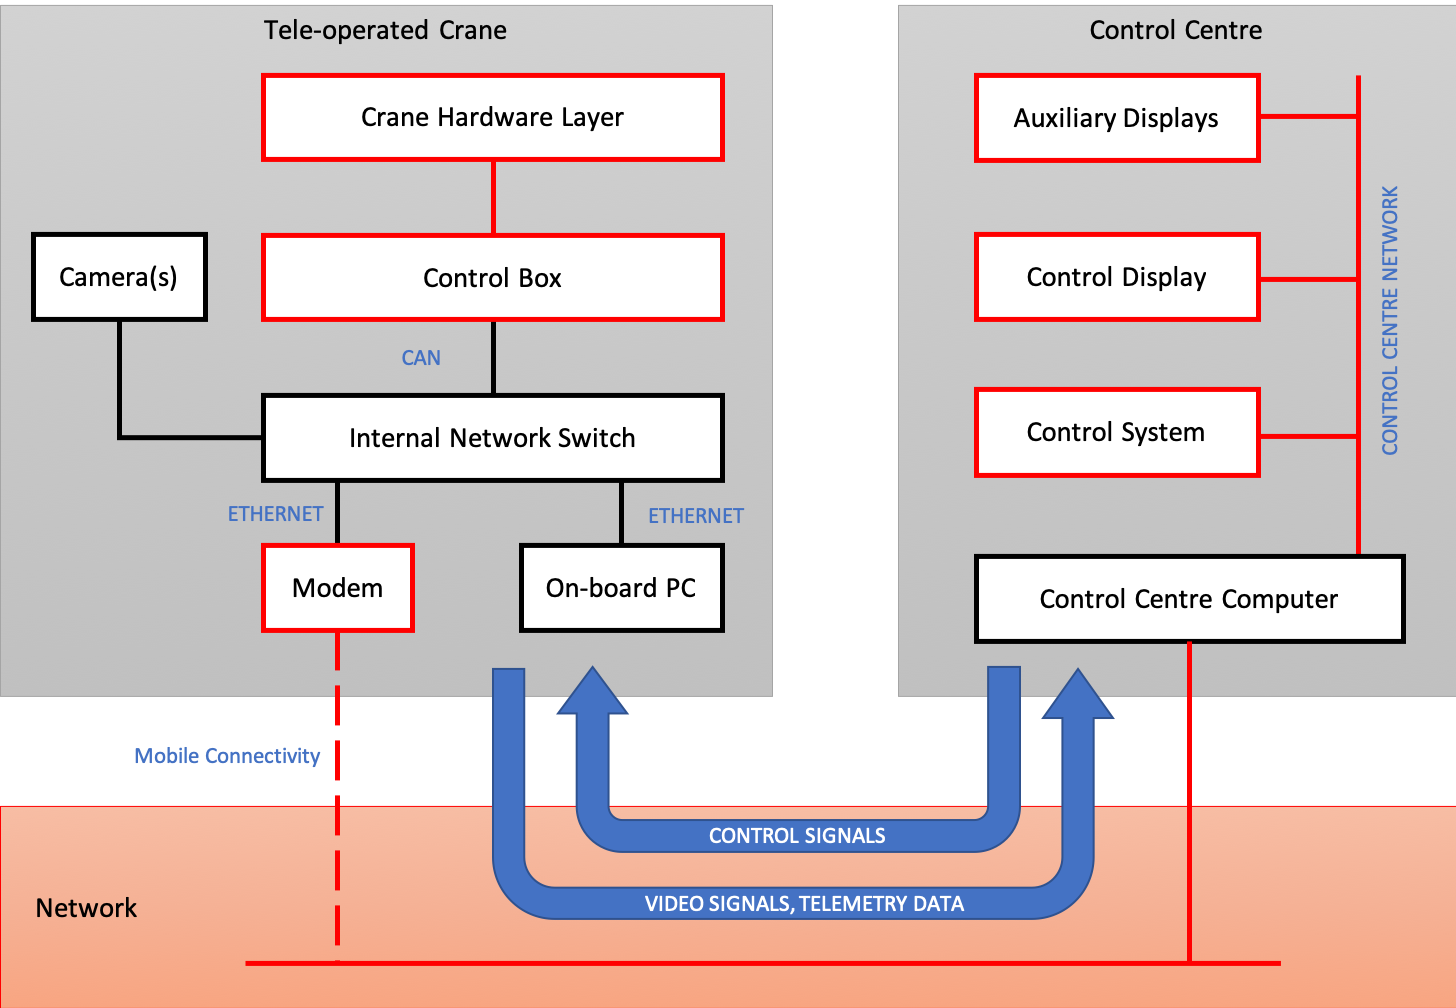 Tele-operated Crane
Crane Hardware Layer
Camera(s)
Control Box
CAN
Internal Network Switch
ETHERNET
ETHERNET
Modem
On-board PC
Mobile Connectivity
Control Centre
Auxiliary Displays
Control Display
Control System
CONTROL CENTRE NETWORK
Control Centre Computer
CONTROL SIGNALS
VIDEO SIGNALS, TELEMETRY DATA
Network